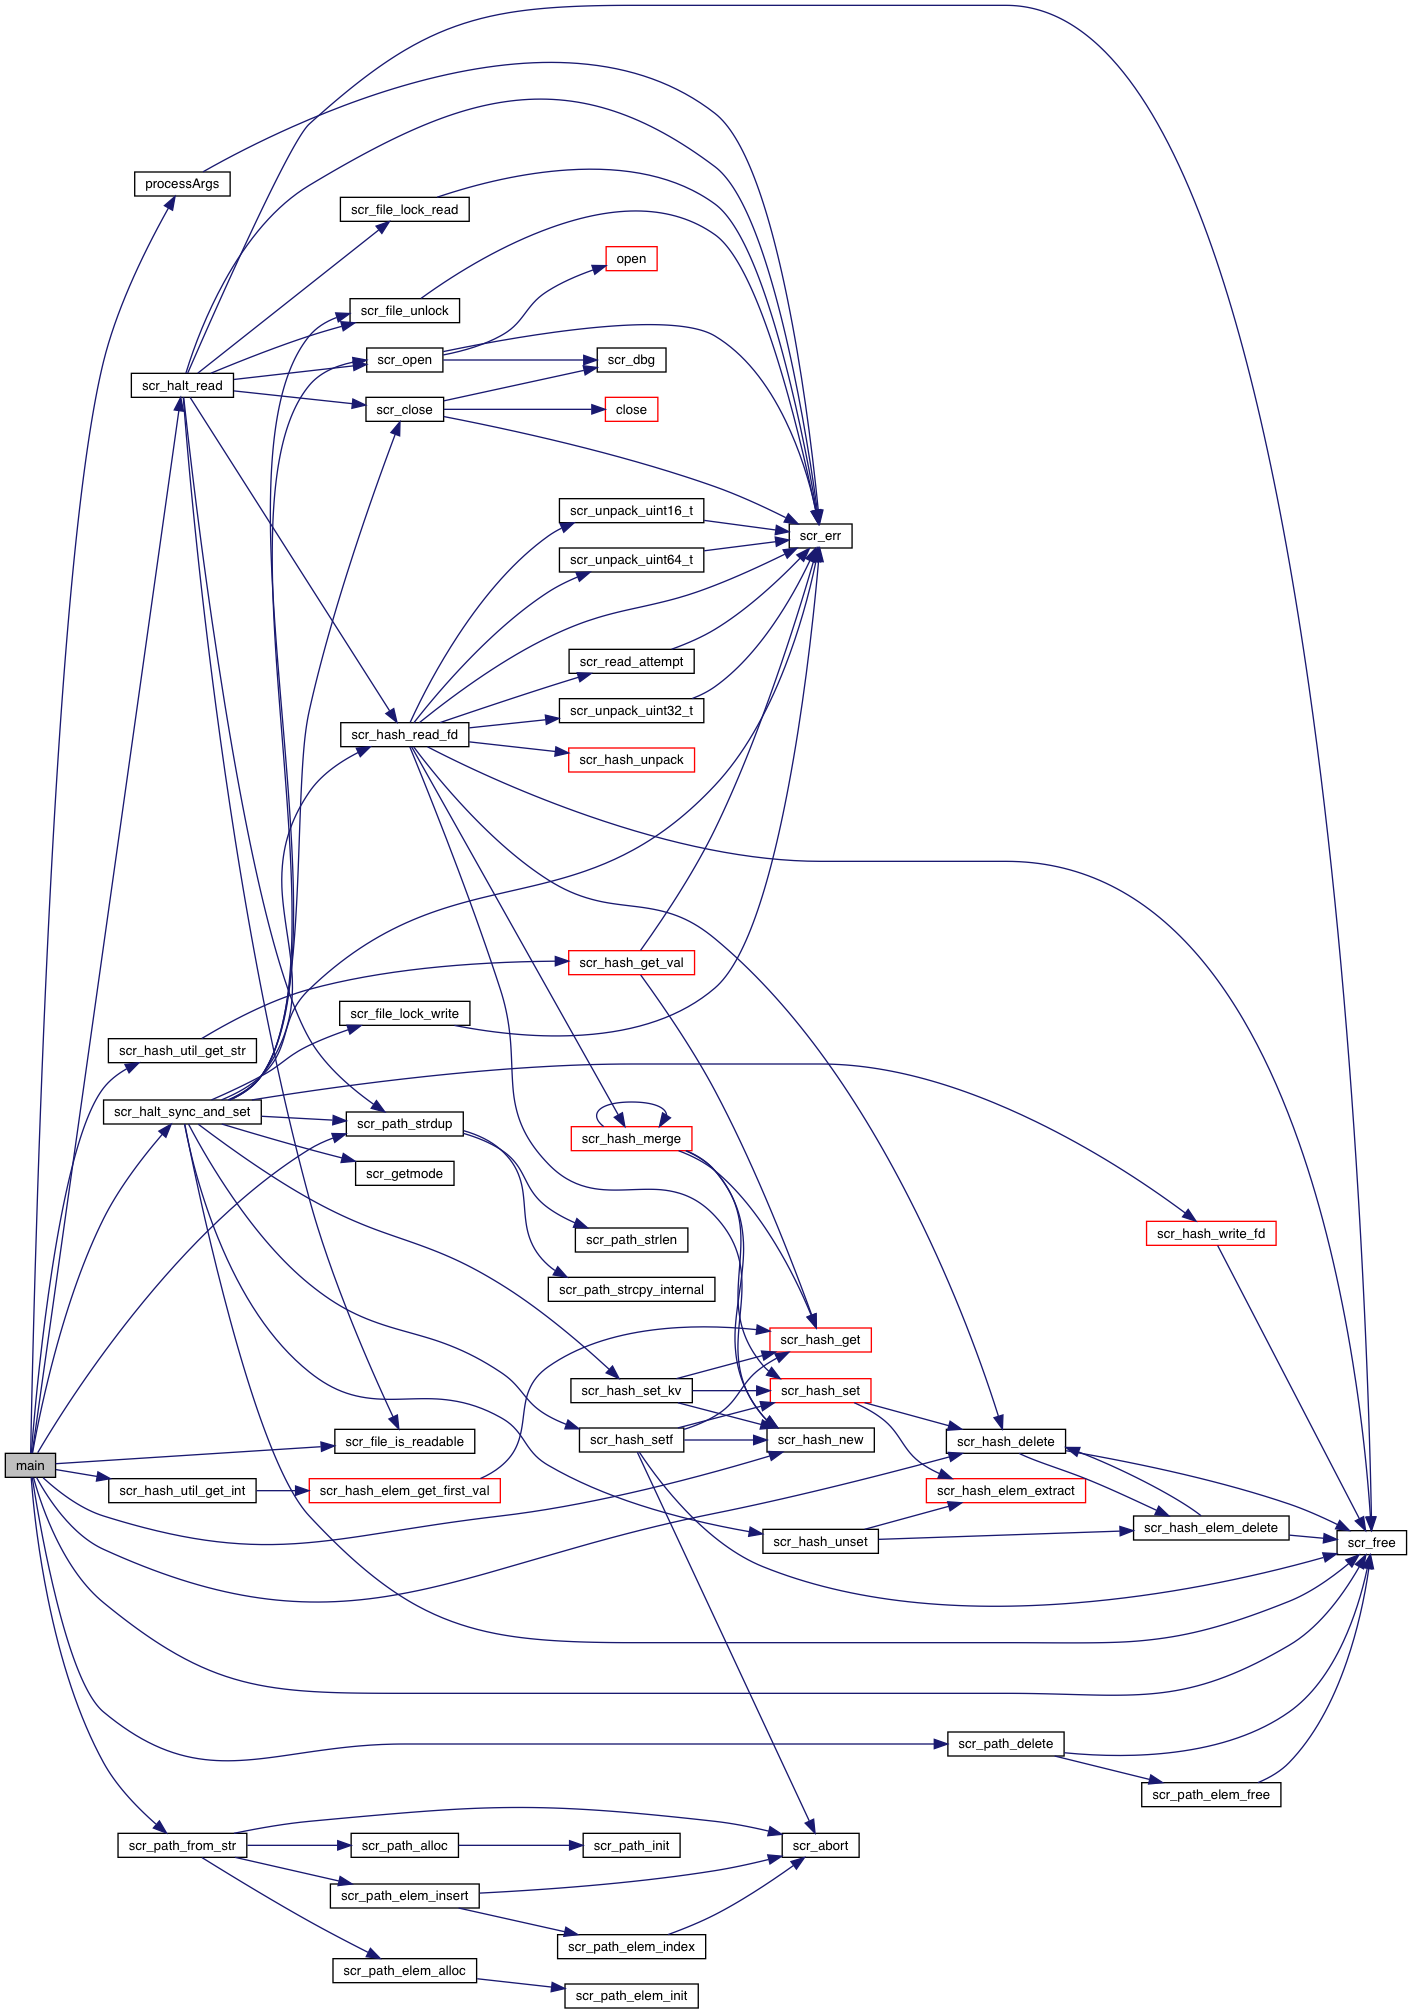 processArgs
scr_file_lock_read
open
scr_file_unlock
scr_open
scr_dbg
scr_halt_read
scr_close
close
scr_unpack_uint16_t
scr_err
scr_unpack_uint64_t
scr_read_attempt
scr_unpack_uint32_t
scr_hash_read_fd
scr_hash_unpack
scr_hash_get_val
scr_file_lock_write
scr_hash_util_get_str
scr_halt_sync_and_set
scr_path_strdup
scr_hash_merge
scr_getmode
scr_hash_write_fd
scr_path_strlen
scr_path_strcpy_internal
scr_hash_get
scr_hash_set_kv
scr_hash_set
scr_file_is_readable
scr_hash_setf
scr_hash_new
scr_hash_delete
main
scr_hash_util_get_int
scr_hash_elem_get_first_val
scr_hash_elem_extract
scr_hash_elem_delete
scr_hash_unset
scr_free
scr_path_delete
scr_path_elem_free
scr_path_from_str
scr_path_alloc
scr_path_init
scr_abort
scr_path_elem_insert
scr_path_elem_index
scr_path_elem_alloc
scr_path_elem_init